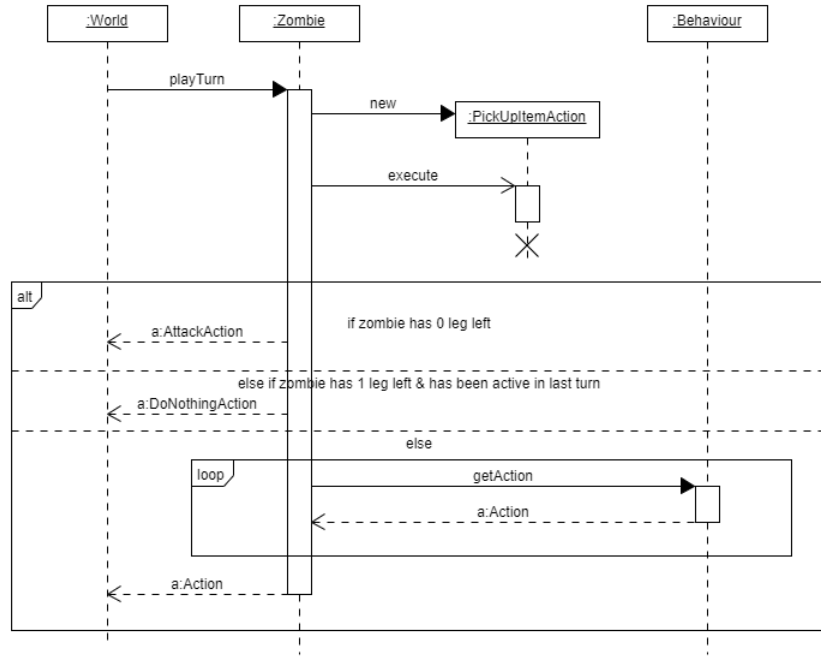 :World
:Zombie
:Behaviour
playTurn
new
:PickUpItemAction
execute
alt
if zombie has 0 leg left
a:AttackAction
else if zombie has 1 leg left & has been active in last turn
a:DoNothingAction
else
loop
getAction
a:Action
a:Action